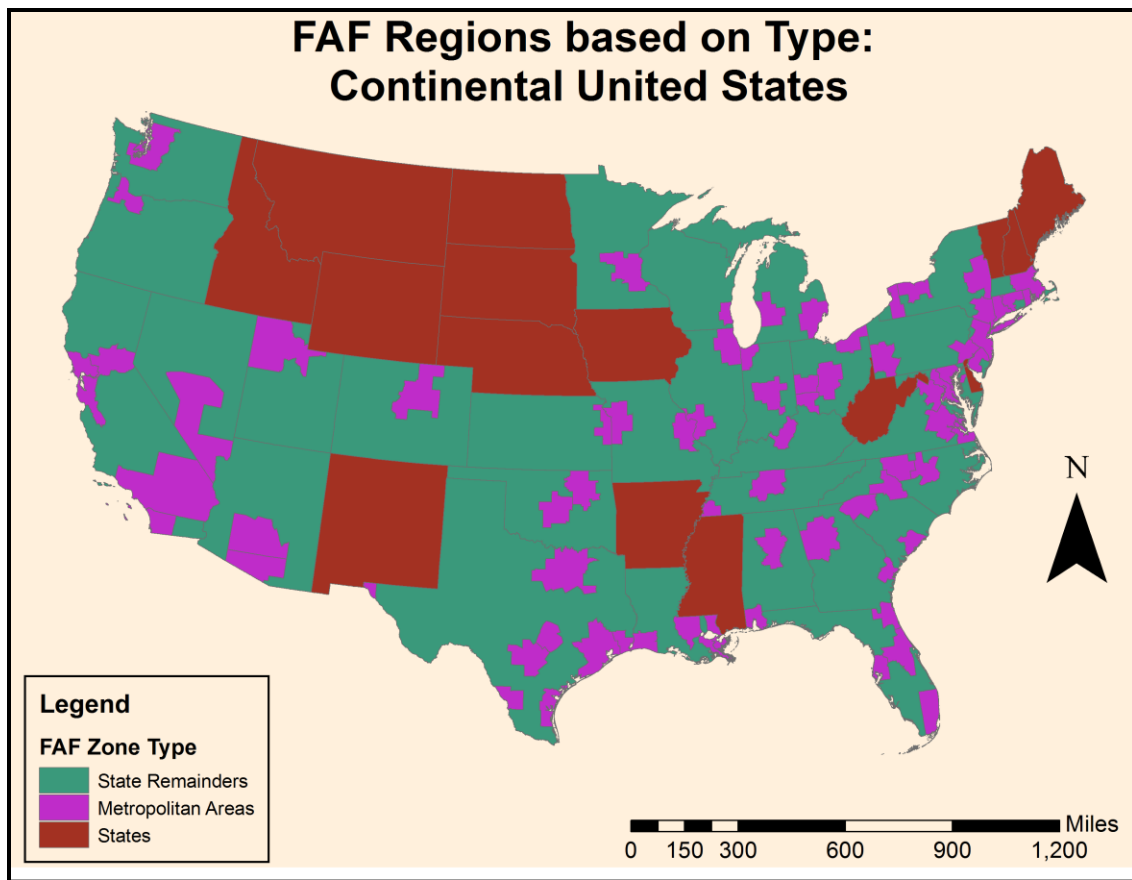 FAF Regions based on Type:
Continental United States
N
Legend
FAF Zone Type
State Remainders
Metropolitan Areas
States
Miles
0 150 300 600 900 1,200